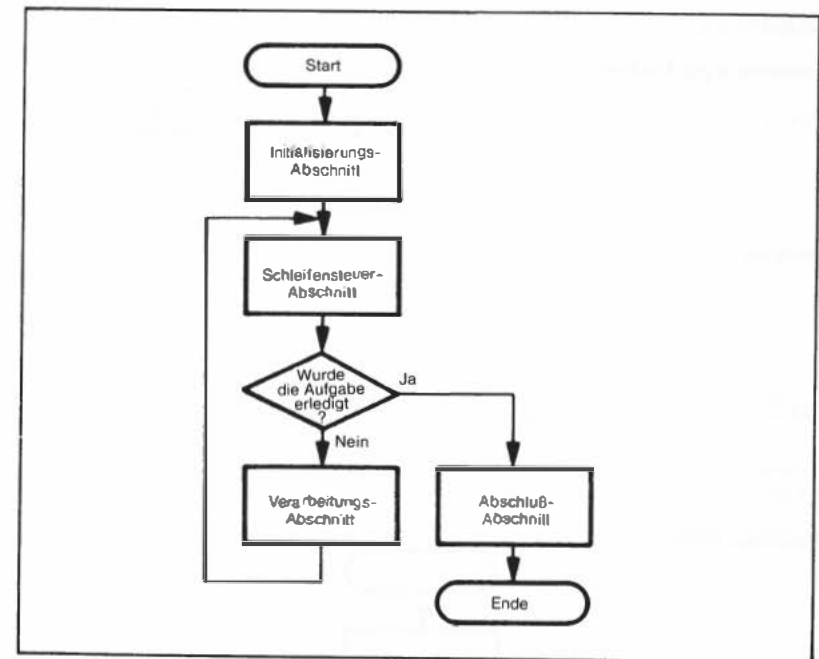 Start
Initialisierungs-
Abschnitt
Schleifensteuer-
Abschnitt
Wurde
die Aufgabe
erledigt
?
Ja
Nein
Verarbeitungs-
Abschnitt
Abschluß-
Abschnitt
Ende